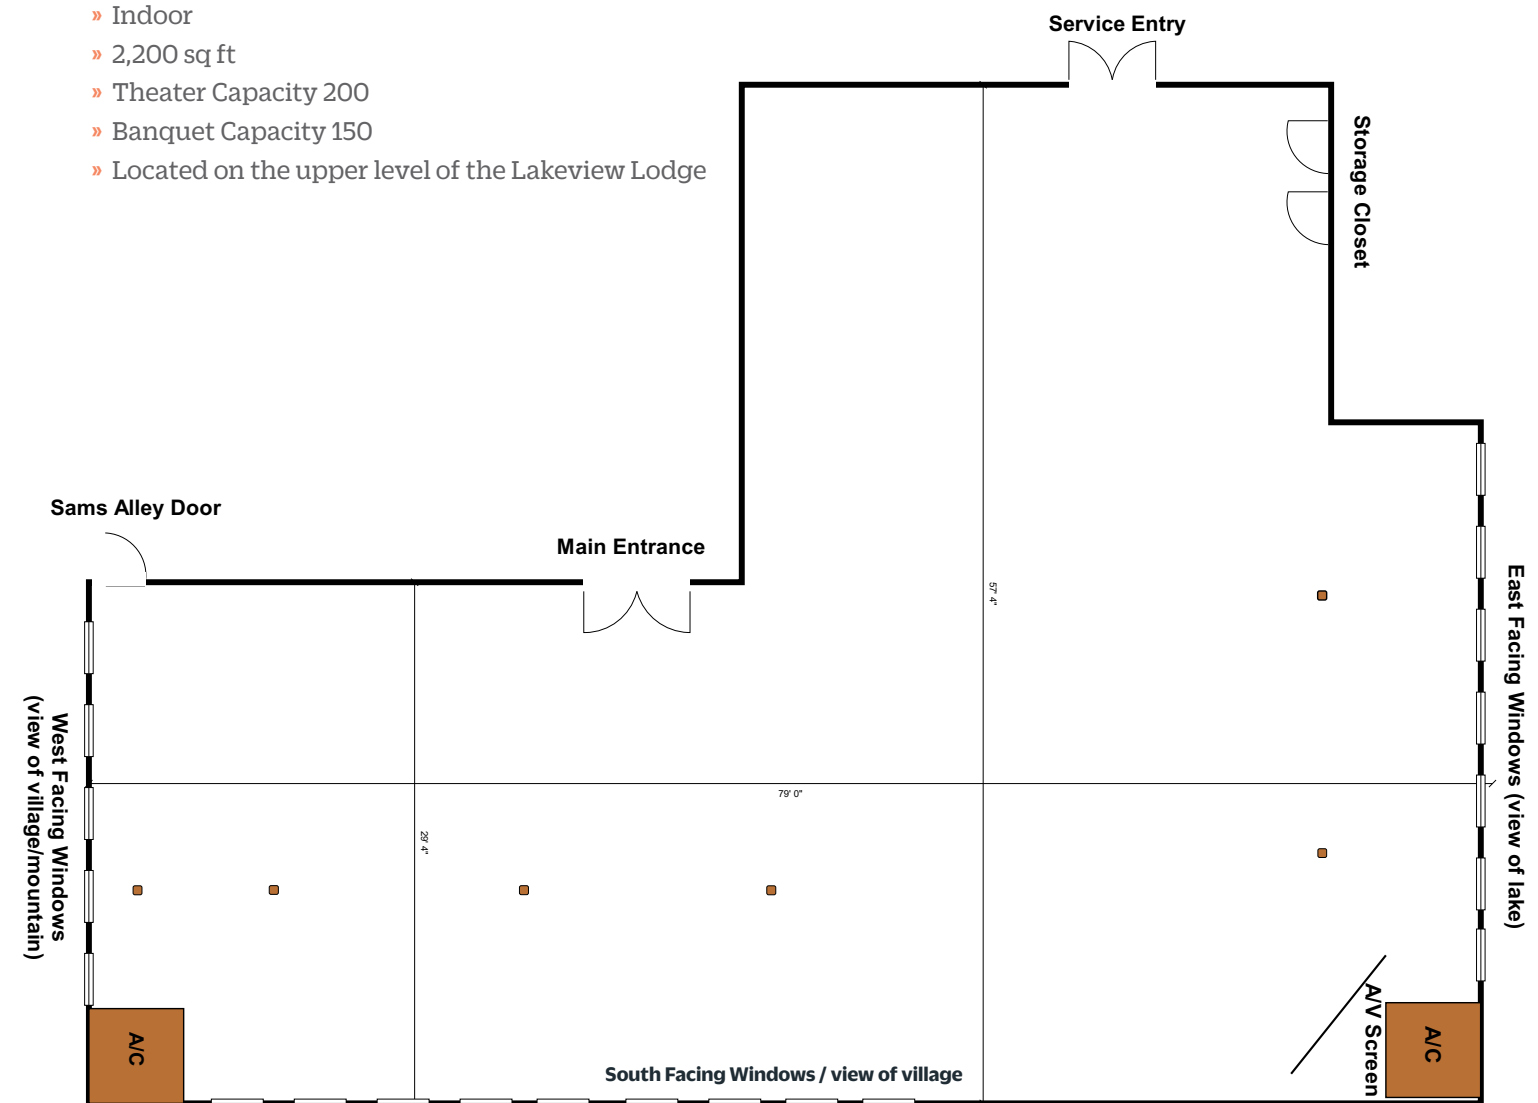 » Indoor
» 2,200 sq ft
» Theater Capacity 200
» Banquet Capacity 150
» Located on the upper level of the Lakeview Lodge
Service Entry
Storage Closet
Sams Alley Door
Main Entrance
57' 4"
East Facing Windows (view of lake)
West Facing Windows
(view of village/mountain)
79' 0"
29' 4"
A/C
South Facing Windows / view of village
A/V Screen
A/C